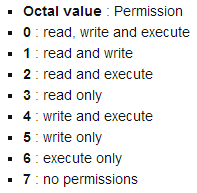 Octal value : Permission
0 : read, write and execute
1 : read and write
2 : read and execute
3 : read only
4 : write and execute
5 : write only
6 : execute only
7 : no permissions